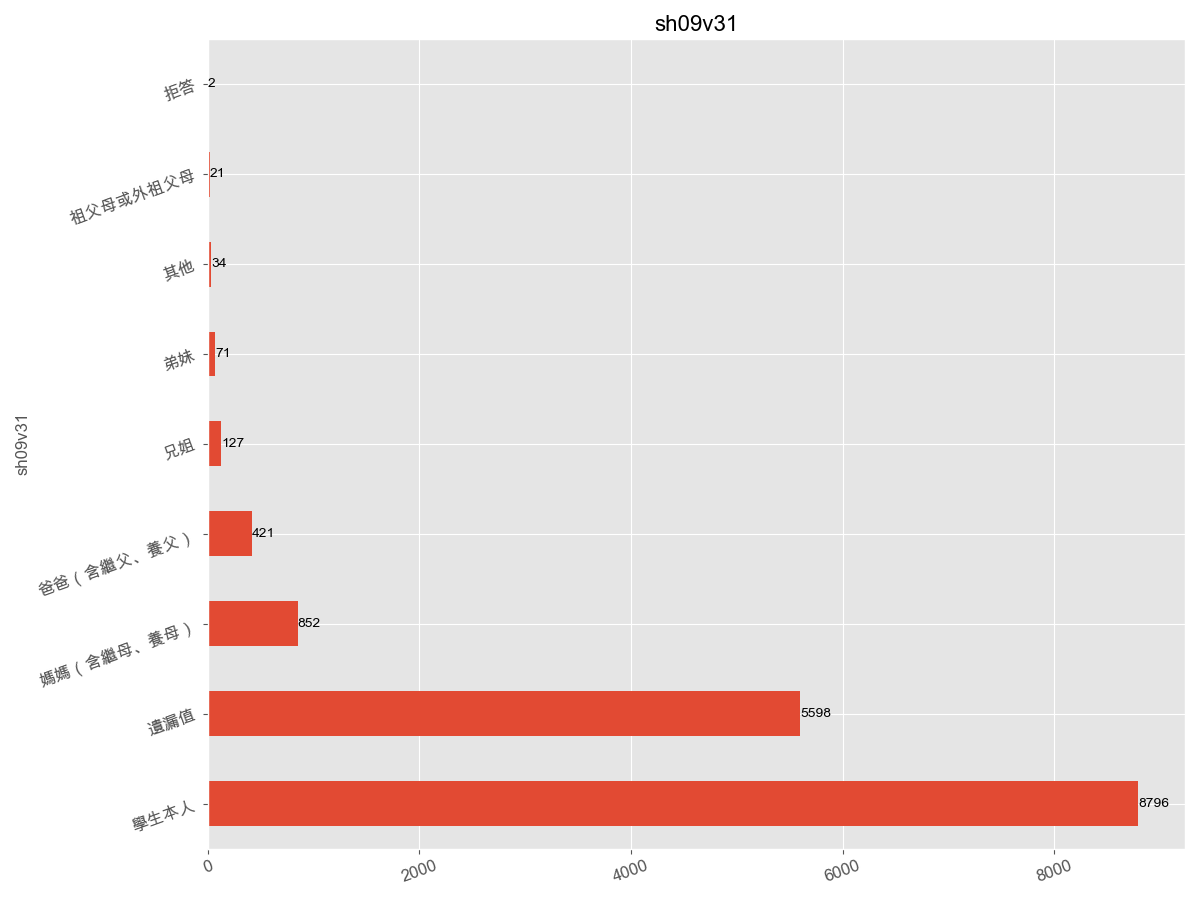 sh09v31
拒答
2
祖父母或外祖父母
21
其他
34
弟妹
71
兄姐
127
爸爸（含繼父、養父）
421
媽媽（含繼母、養母）
852
遺漏值
5598
學生本人
8796
sh09v31
0
2000
4000
6000
8000